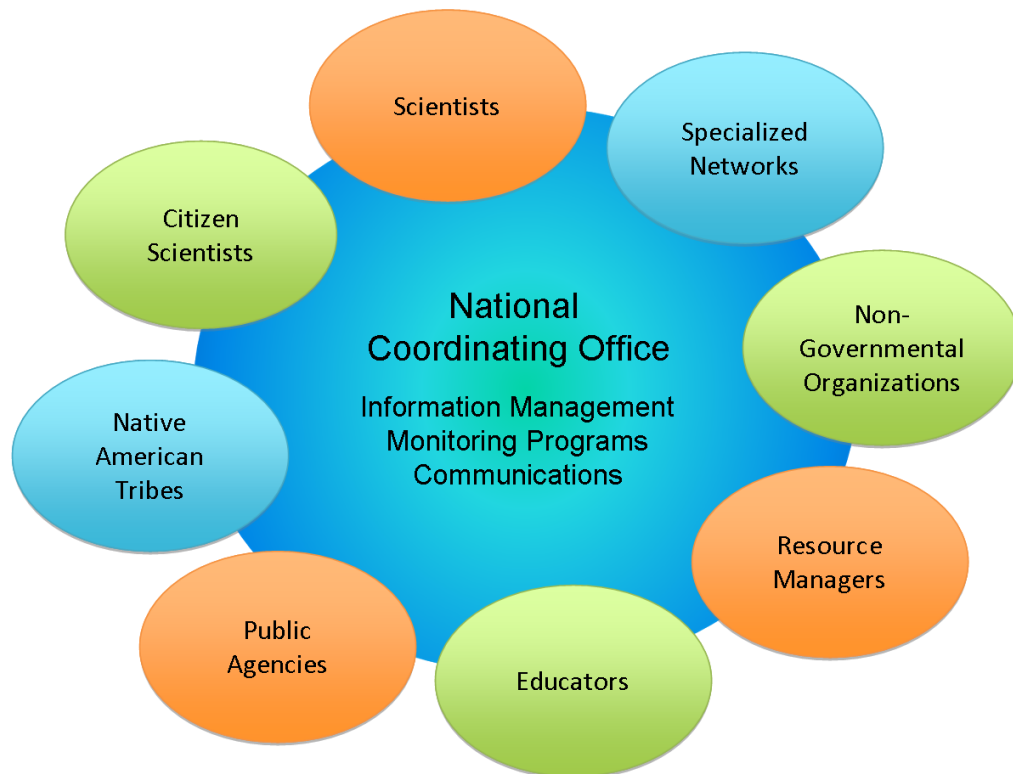 Scientists
Specialized
Networks
Citizen
Scientists
Non-
Governmental
Organizations
National
Coordinating Office
Information Management
Monitoring Programs
Communications
Native
American
Tribes
Resource
Managers
Public
Agencies
Educators